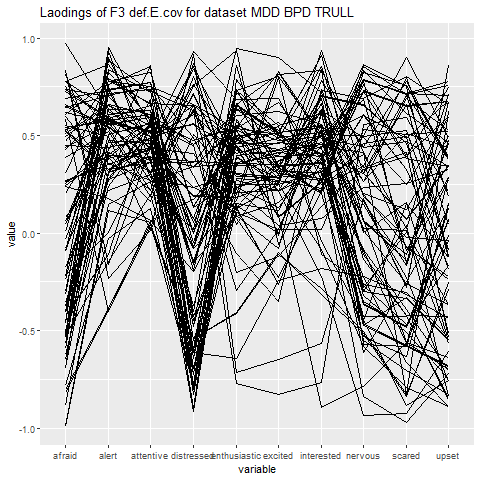 Laodings of F3 def.E.cov for dataset MDD BPD TRULL
1.0
0.5
0.0
-0.5
-1.0
value
afraid alert attentive distressed enthusiastic excited interested nervous scared upset
variable